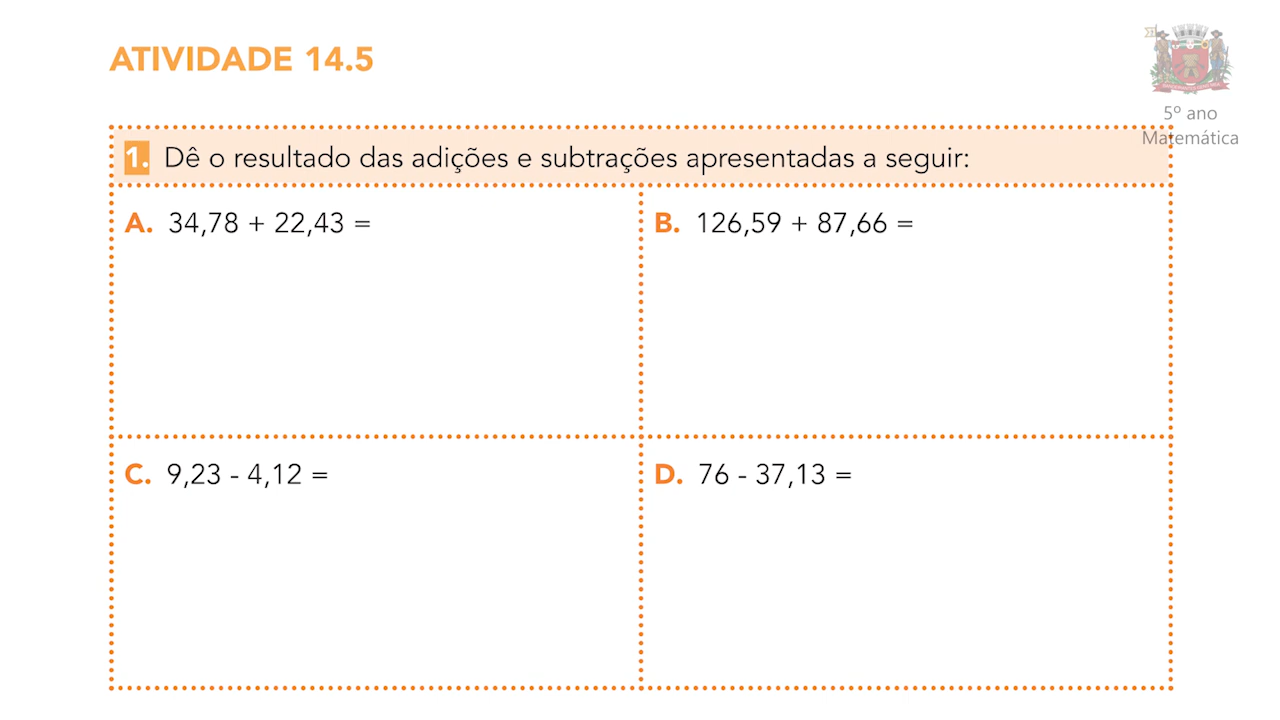 ATIVIDADE 14.5
5º ano
Matemática
1. Dê o resultado das adições e subtrações apresentadas a seguir:
A. 34,78 + 22,43 =
B. 126,59 + 87,66 =
C. 9,23 - 4,12 =
D. 76 - 37,13 =